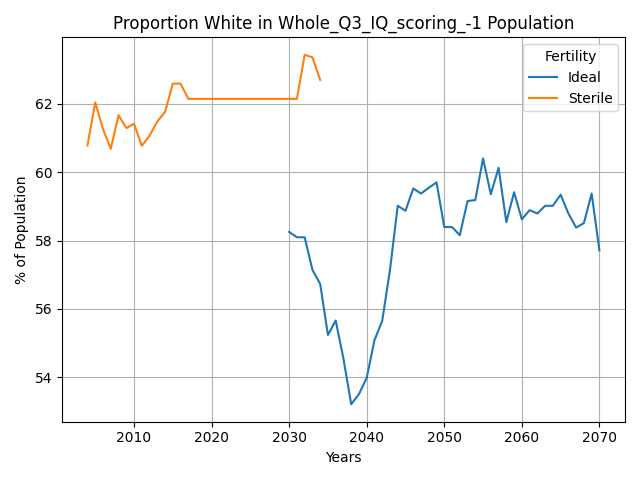 Proportion White in Whole_Q3_IQ_scoring_-1 Population
Fertility
Ideal
Sterile
% of Population
62
60
58
56
54
2010 2020 2030 2040 2050 2060 2070
Years